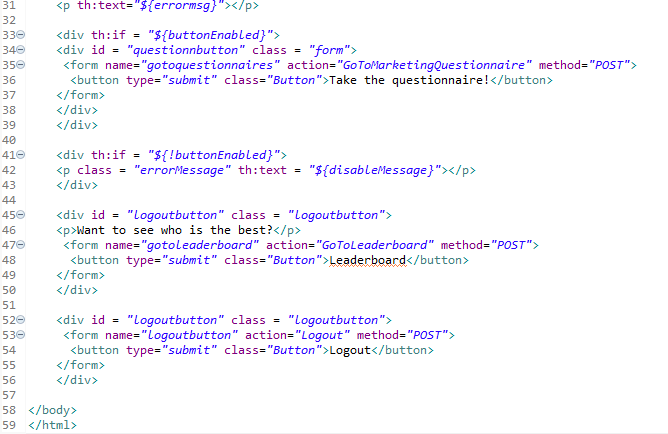 31 <p th:text="${errormsg}"></p>
32
33 <div th:if = "${buttonEnabled}">
34 <div id = "questionnbutton" class = "form">
35 <form name="gotoquestionnaires" action="GoToMarketingQuestionnaire" method="POST">
36 <button type="submit" class="Button">Take the questionnaire!</button>
37 </form>
38 </div>
39 </div>
40
41 <div th:if = "${!buttonEnabled}">
42 <p class = "errorMessage" th:text = "${disableMessage}"></p>
43 </div>
44
45 <div id = "logoutbutton" class = "logoutbutton">
46 <p>Want to see who is the best?</p>
47 <form name="gotoleaderboard" action="GoToLeaderboard" method="POST">
48 <button type="submit" class="Button">Leaderboard</button>
49 </form>
50 </div>
51
52 <div id = "logoutbutton" class = "logoutbutton">
53 <form name="logoutbutton" action="Logout" method="POST">
54 <button type="submit" class="Button">Logout</button>
55 </form>
56 </div>
57
58 </body>
59 </html>